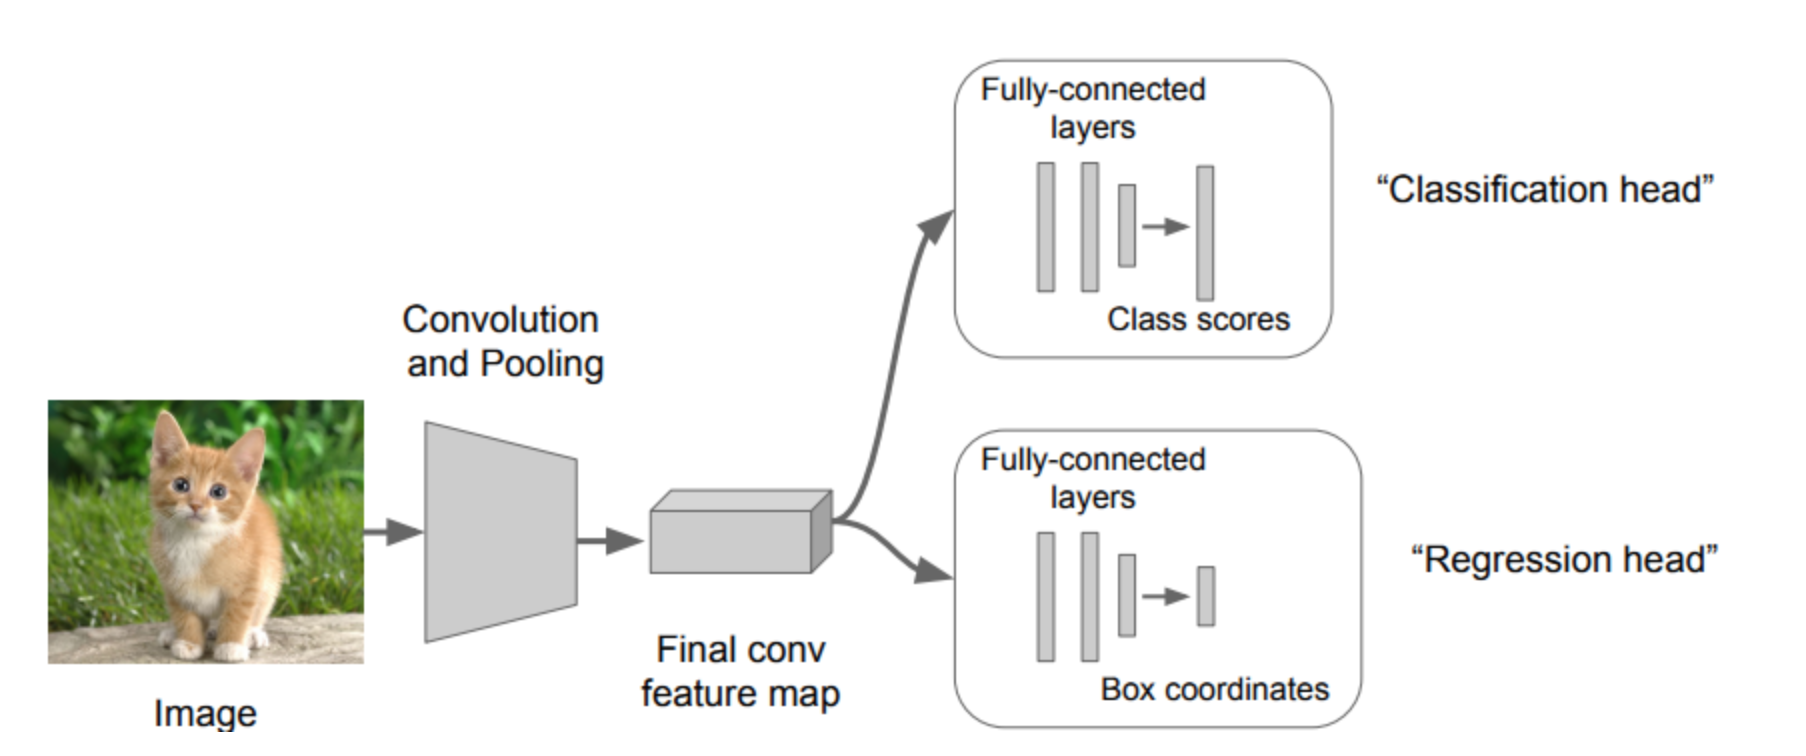 Fully-connected
layers
Class scores
“Classification head”
Convolution
and Pooling
Image
Final conv
feature map
Fully-connected
layers
Box coordinates
“Regression head”